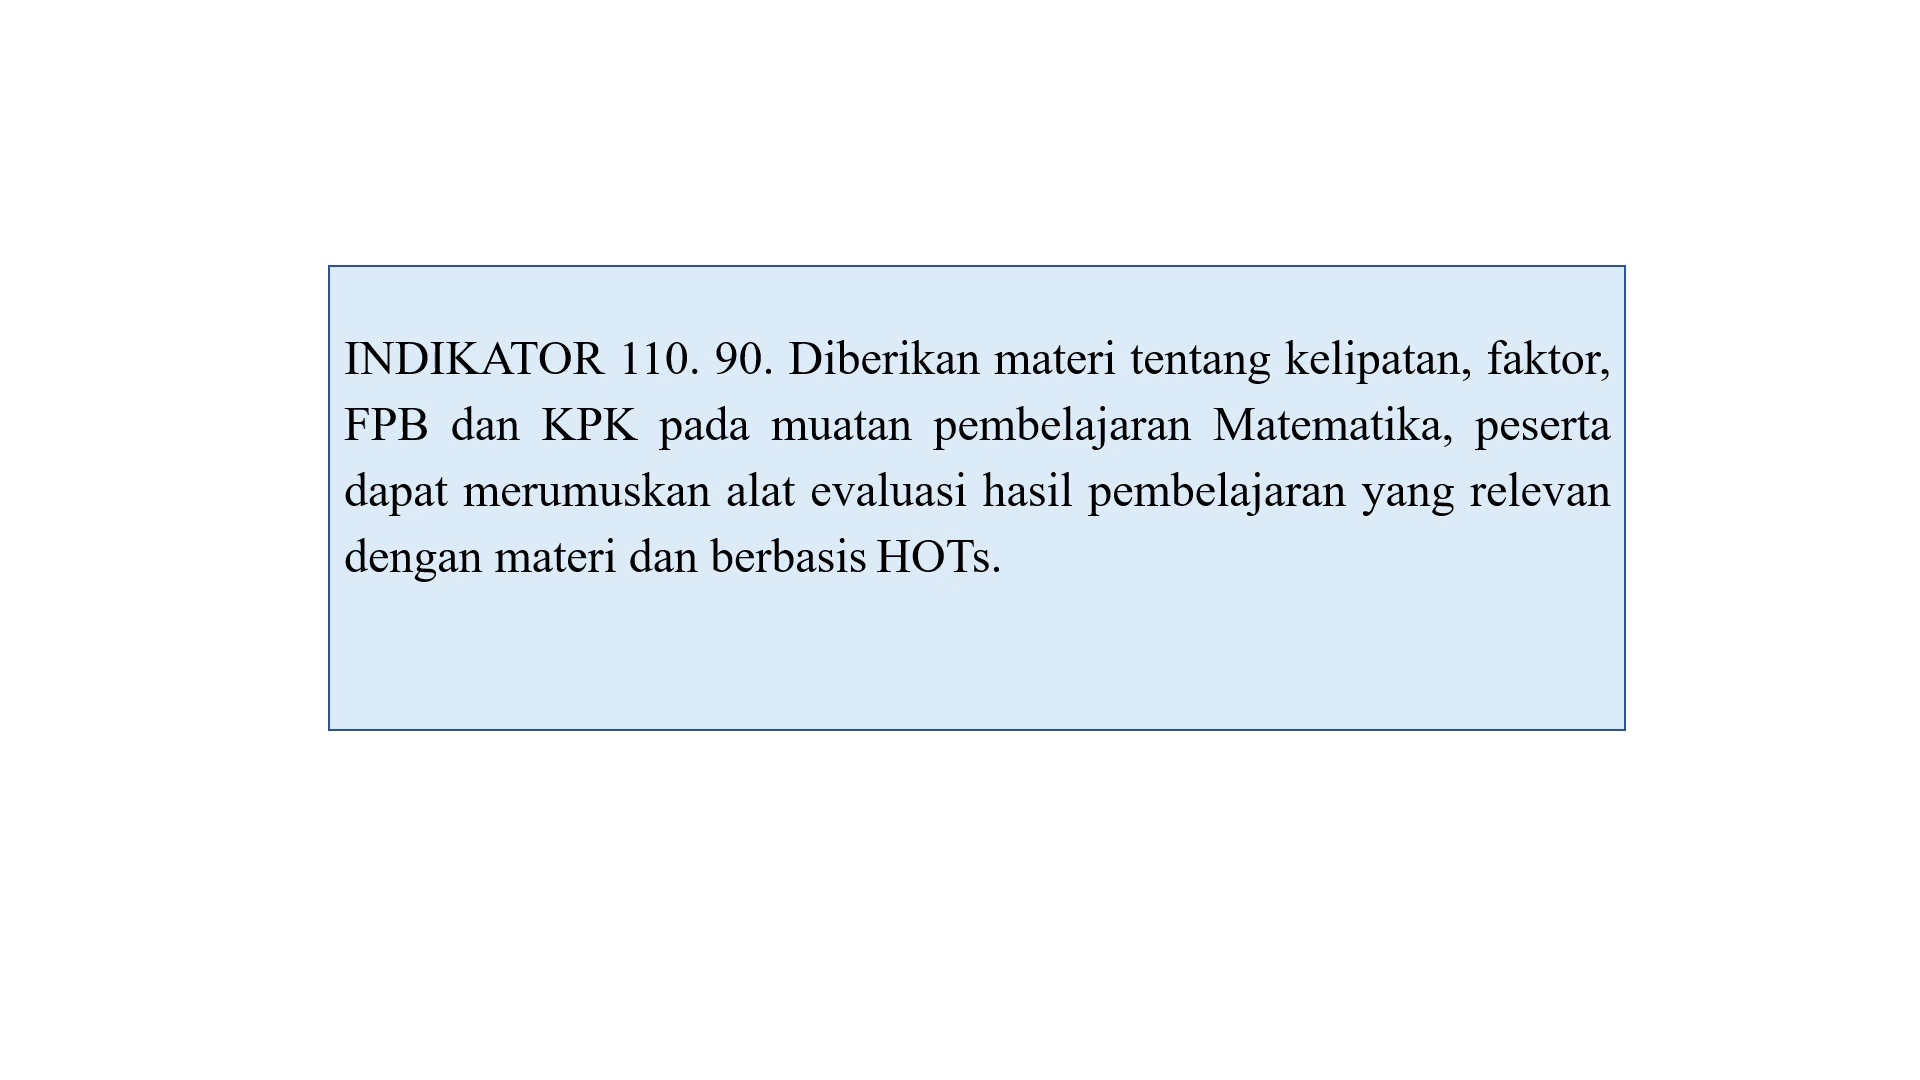 INDIKATOR 110. 90. Diberikan materi tentang kelipatan, faktor,
FPB dan KPK pada muatan pembelajaran Matematika, peserta
dapat merumuskan alat evaluasi hasil pembelajaran yang relevan
dengan materi dan berbasis HOTs.